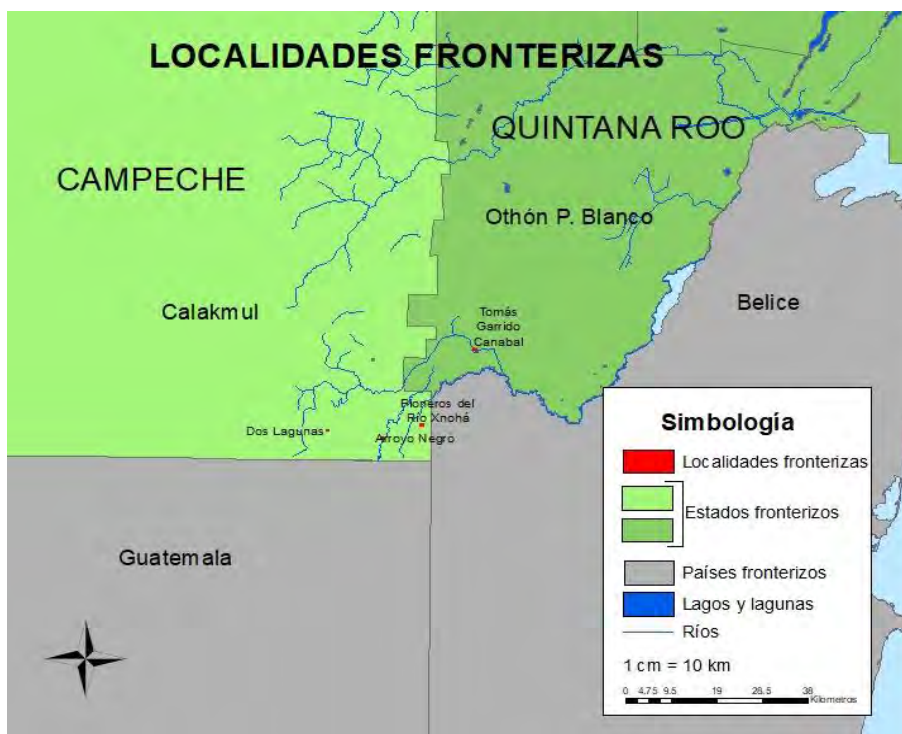 LOCALIDADES FRONTERIZAS
QUINTANA ROO
CAMPECHE
Othón P. Blanco
Belice
Calakmul
Tomás
Garrido
Canabal
Pioneros del
Río Xnohá
Dos Lagunas
Arroyo Negro
Guatemala
Simbología
Localidades fronterizas
Estados fronterizos
Países fronterizos
Lagos y lagunas
Ríos
1 cm = 10 km
0 4.75 9.5 19 28.5 38
Kilometros